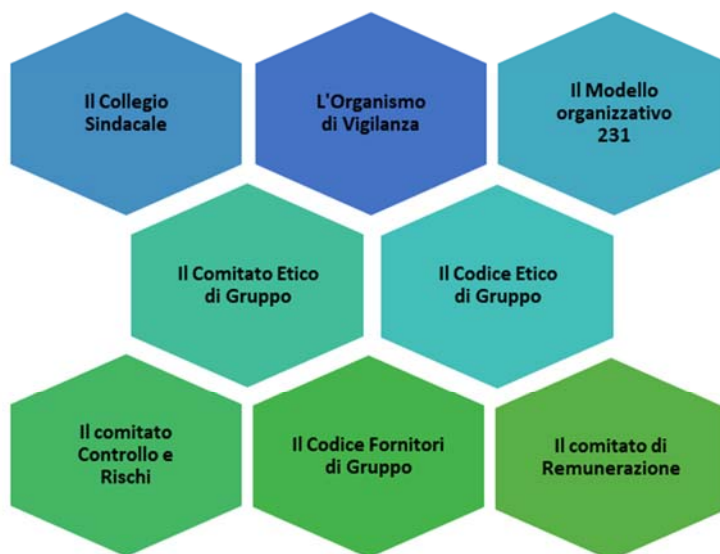 Il Collegio
Sindacale
L'Organismo
di Vigilanza
Il Modello
organizzativo
231
Il Comitato Etico
di Gruppo
Il Codice Etico
di Gruppo
Il comitato
Controllo e
Rischi
Il Codice Fornitori
di Gruppo
Il comitato di
Remunerazione